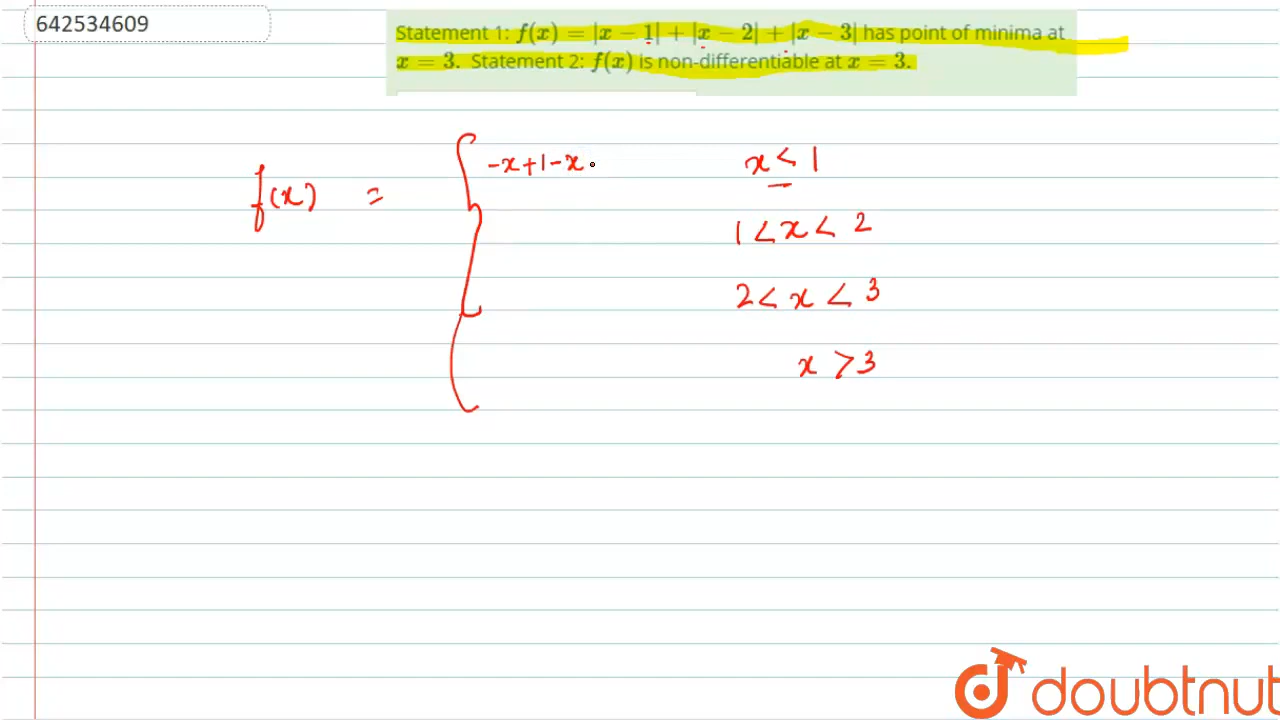 642534609
Statement 1: f(x) = |x − 1| + |x − 2| + |x − 3| has point of minima at
x = 3. Statement 2: f(x) is non-differentiable at x = 3.
f(x) = { -x+1-x x < 1
1 < x < 2
2 < x < 3
x > 3
doubtnut